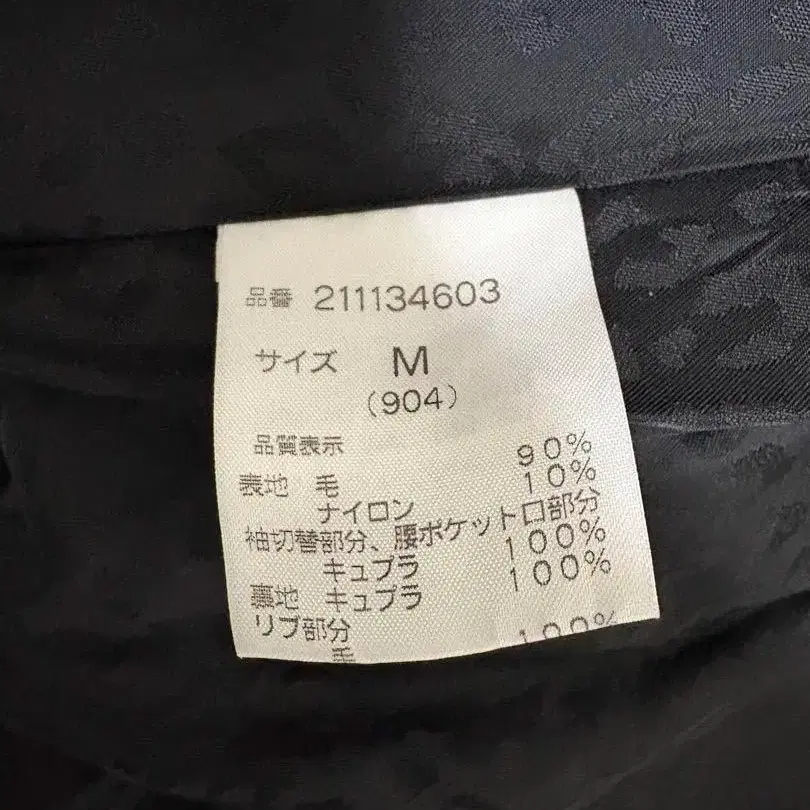 品番 211134603
サイズ M
(904)
品質表示
表地 毛 90%
ナイロン 10%
袖切替部分、腰ポケット口部分
キュプラ 100%
裏地 キュプラ 100%
リブ部分
毛 100%